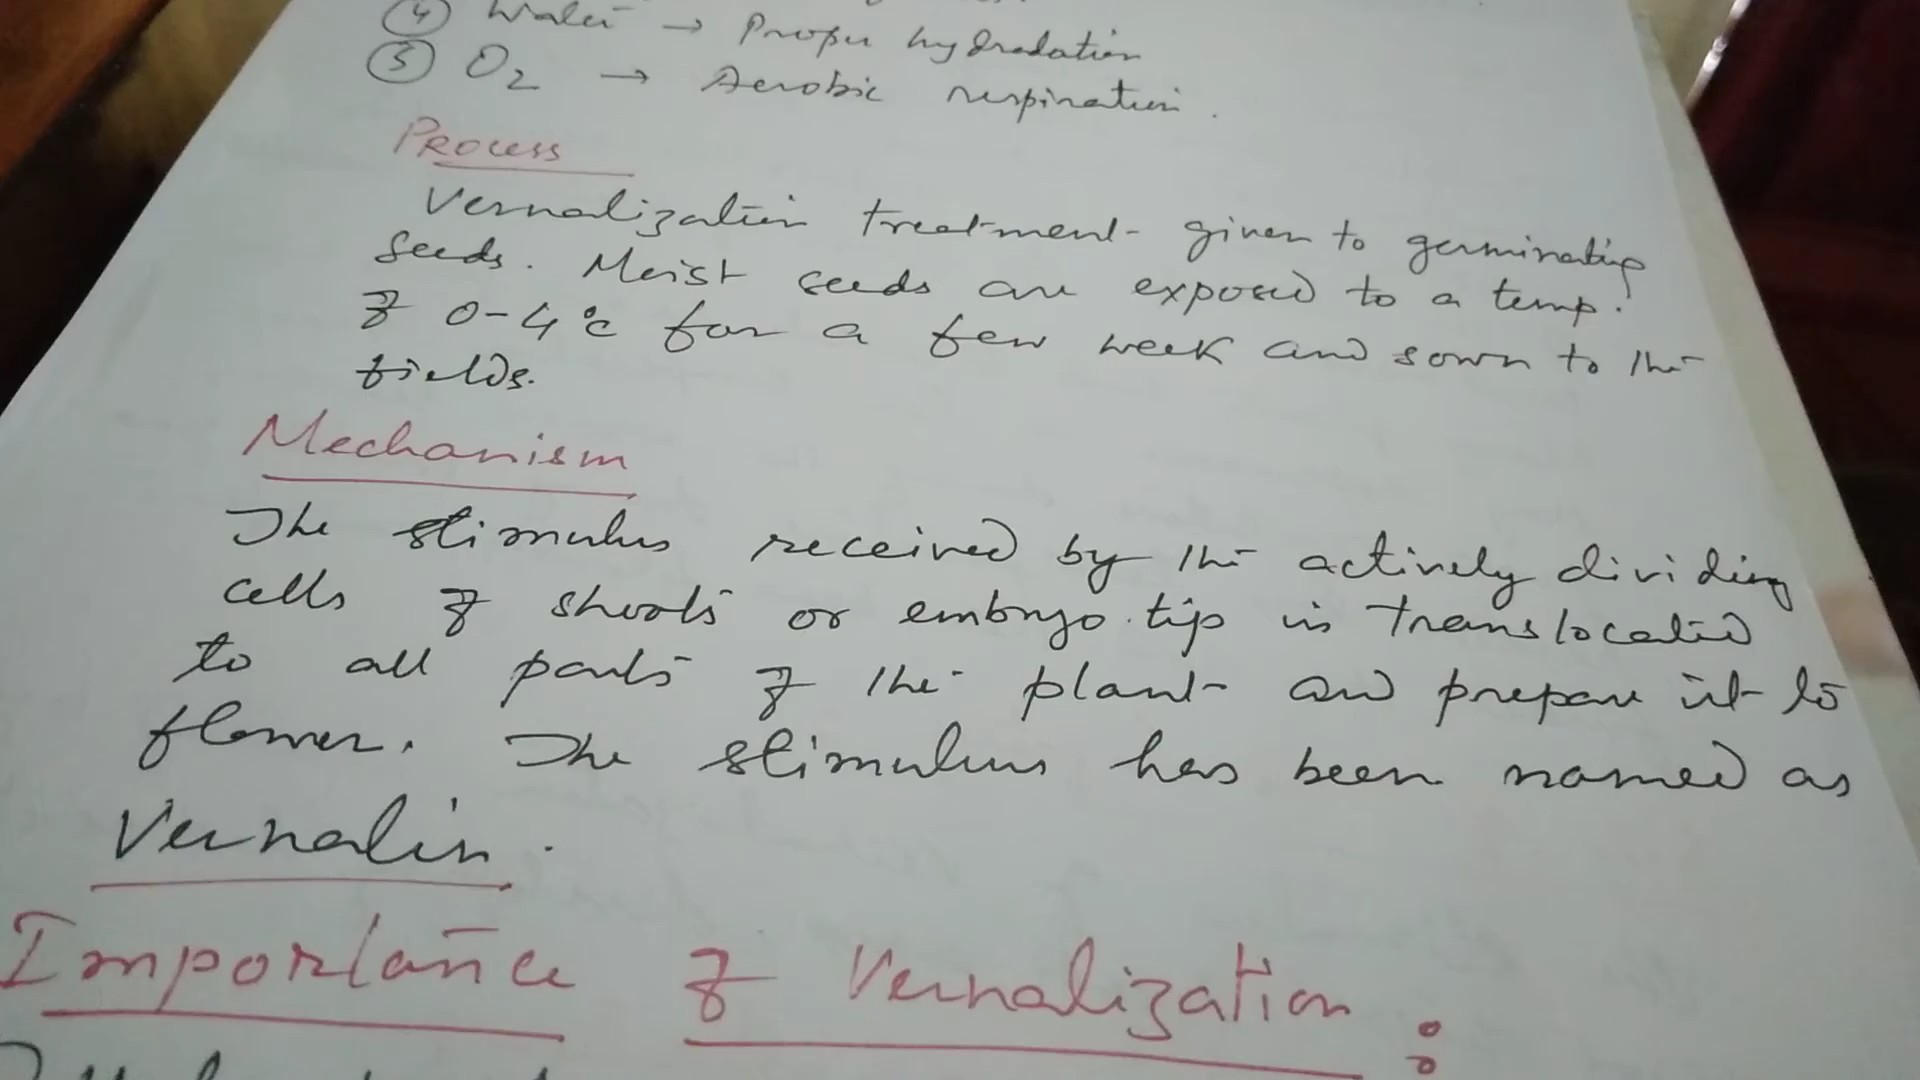 ④ Water → Proper hydradation
⑤ O2 → Aerobic respiration.
Process
Vernalization treatment given to germinating
seeds. Moist seeds are exposed to a temp.
of 0-4°c for a few week and sown to the
fields.
Mechanism
The stimulus received by the actively dividing
cells of shoots or embryo tip is translocated
to all parts of the plant and prepare it to
flower. The stimulus has been named as
Vernalin.
Importance of Vernalization: